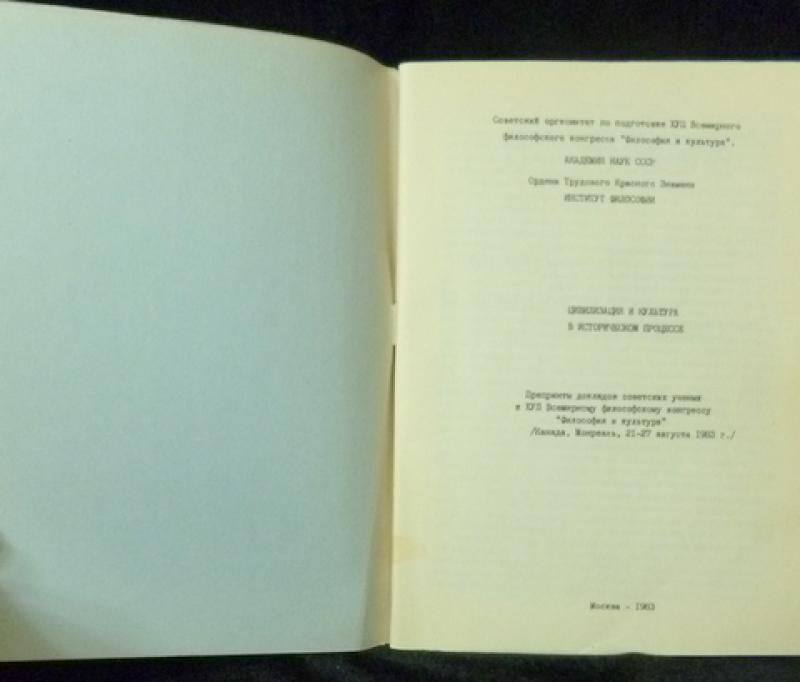 Советский оргкомитет по подготовке ХУП Всемирного
философского конгресса "Философия и культура".
АКАДЕМИЯ НАУК СССР
Ордена Трудового Красного Знамени
ИНСТИТУТ ФИЛОСОФИИ
ЦИВИЛИЗАЦИЯ И КУЛЬТУРА
В ИСТОРИЧЕСКОМ ПРОЦЕССЕ
Препринты докладов советских ученых
к ХУП Всемирному философскому конгрессу
"Философия и культура"
/Канада, Монреаль, 21-27 августа 1983 г./
Москва - 1983